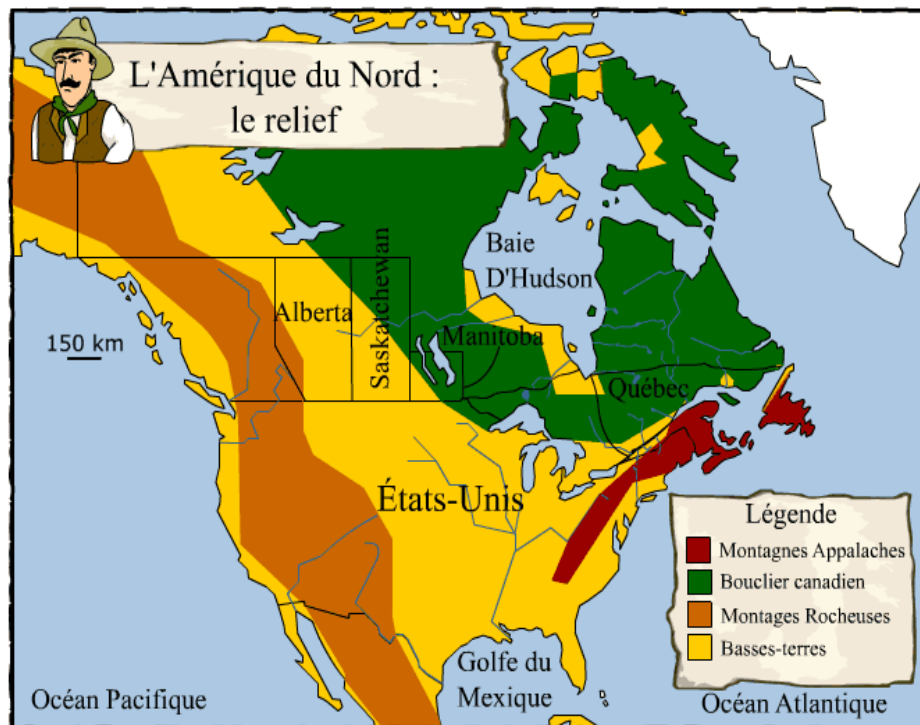 L'Amérique du Nord :
le relief
Baie
D'Hudson
Alberta
Saskatchewan
Manitoba
150 km
Québec
États-Unis
Légende
Montagnes Appalaches
Bouclier canadien
Montages Rocheuses
Basses-terres
Golfe du
Mexique
Océan Pacifique
Océan Atlantique